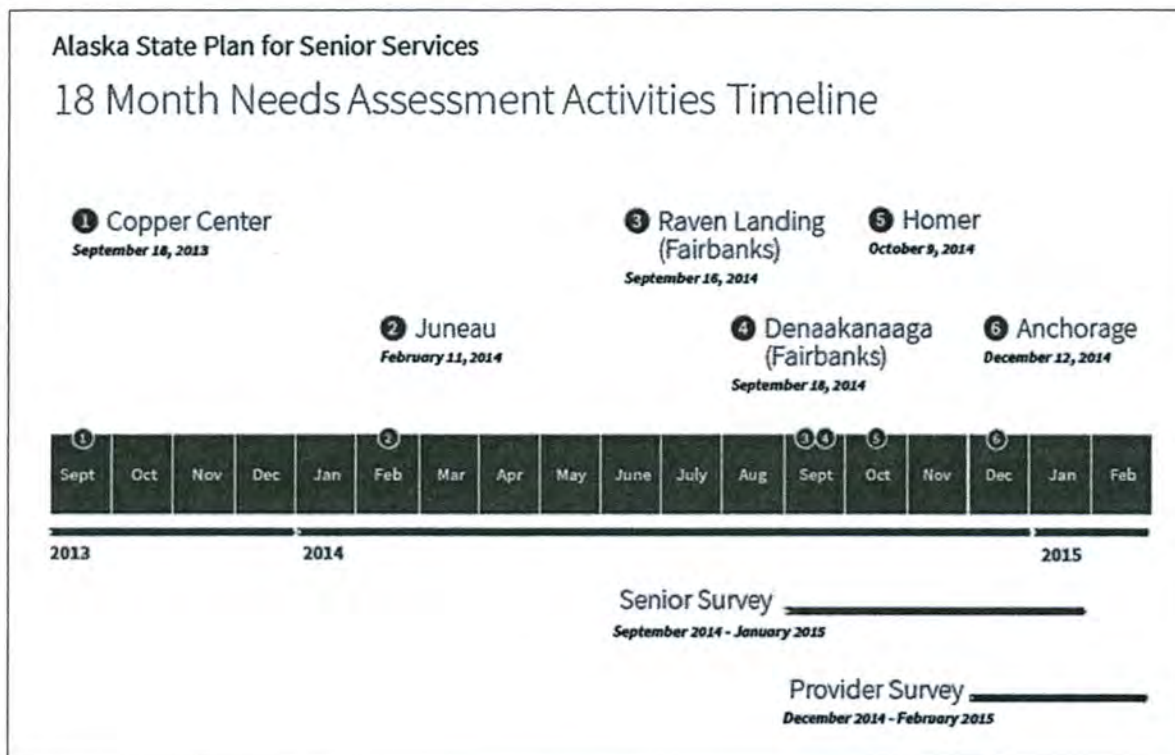 Alaska State Plan for Senior Services
18 Month Needs Assessment Activities Timeline
1 Copper Center
September 18, 2013
3 Raven Landing
(Fairbanks)
September 16, 2014
5 Homer
October 9, 2014
2 Juneau
February 11, 2014
4 Denaakanaaga
(Fairbanks)
September 18, 2014
6 Anchorage
December 12, 2014
1 2 3 4 5 6
Sept Oct Nov Dec Jan Feb Mar Apr May June July Aug Sept Oct Nov Dec Jan Feb
2013 2014 2015
Senior Survey
September 2014 - January 2015
Provider Survey
December 2014 - February 2015